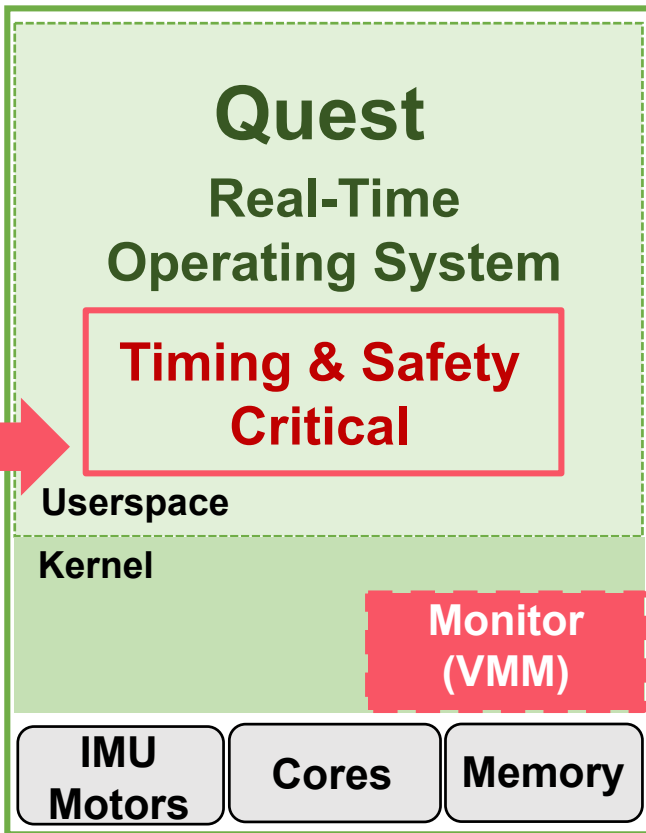 Quest
Real-Time
Operating System
Timing & Safety
Critical
Userspace
Kernel
Monitor
(VMM)
IMU
Motors
Cores
Memory